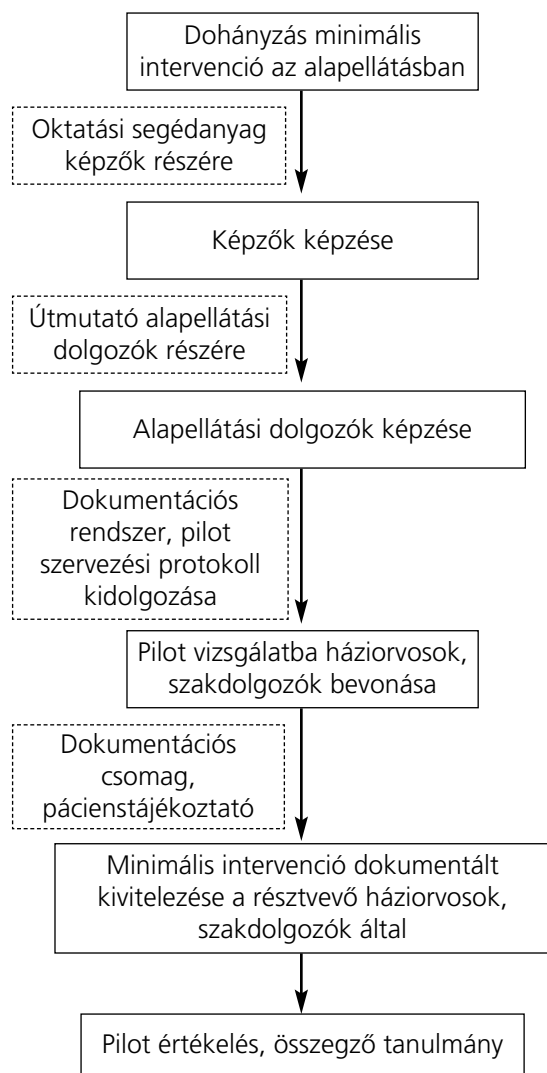 Dohányzás minimális
intervenció az alapellátásban
Oktatási segédanyag
képzők részére
Képzők képzése
Útmutató alapellátási
dolgozók részére
Alapellátási dolgozók képzése
Dokumentációs
rendszer, pilot
szervezési protokoll
kidolgozása
Pilot vizsgálatba háziorvosok,
szakdolgozók bevonása
Dokumentációs
csomag,
pácienstájékoztató
Minimális intervenció dokumentált
kivitelezése a résztvevő háziorvosok,
szakdolgozók által
Pilot értékelés, összegző tanulmány